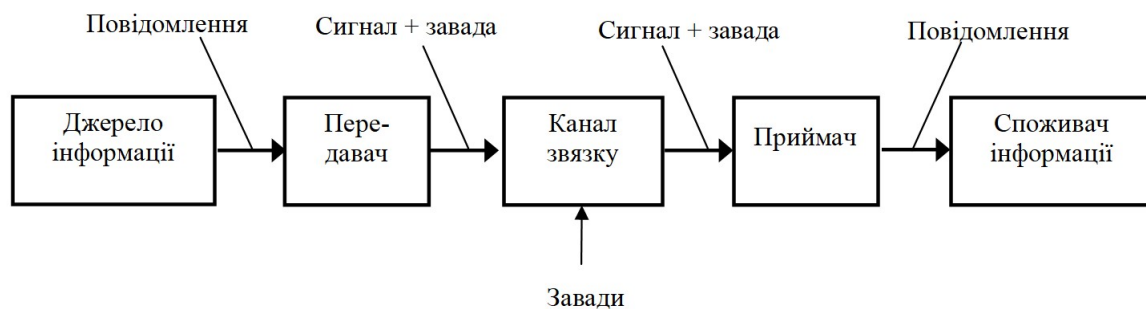 Повідомлення
Сигнал + завада
Сигнал + завада
Повідомлення
Джерело
інформації
Пере-
давач
Канал
звязку
Приймач
Споживач
інформації
Завади